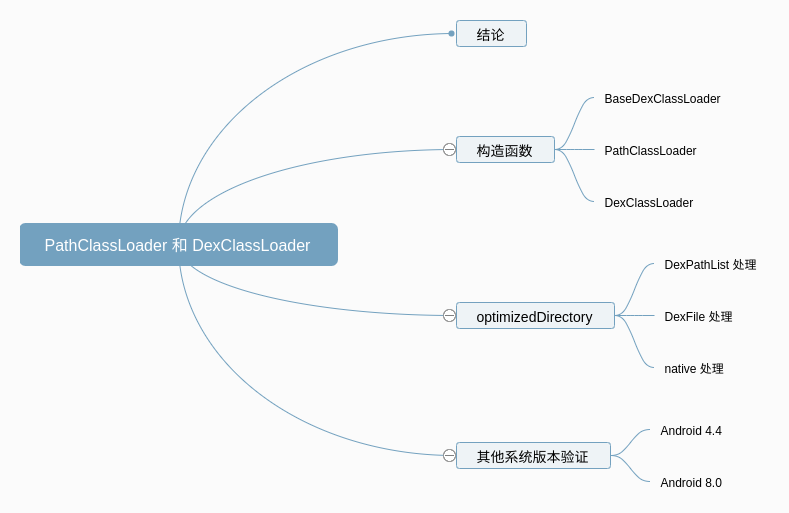 PathClassLoader 和 DexClassLoader
结论
构造函数
BaseDexClassLoader
PathClassLoader
DexClassLoader
optimizedDirectory
DexPathList 处理
DexFile 处理
native 处理
其他系统版本验证
Android 4.4
Android 8.0